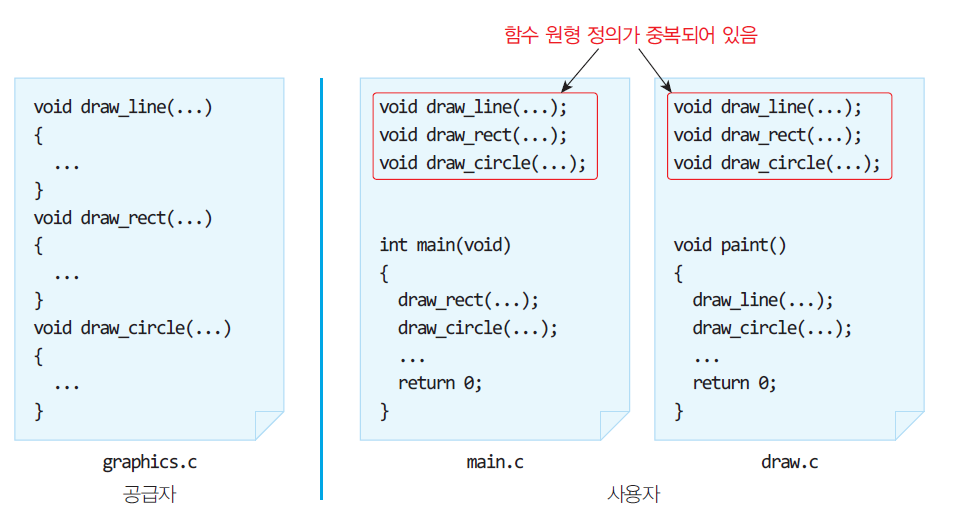 함수 원형 정의가 중복되어 있음
void draw_line(...)
{
...
}
void draw_rect(...)
{
...
}
void draw_circle(...)
{
...
}
graphics.c
공급자
void draw_line(...);
void draw_rect(...);
void draw_circle(...);
int main(void)
{
draw_rect(...);
draw_circle(...);
...
return 0;
}
main.c
void draw_line(...);
void draw_rect(...);
void draw_circle(...);
void paint()
{
draw_line(...);
draw_circle(...);
...
return 0;
}
draw.c
사용자